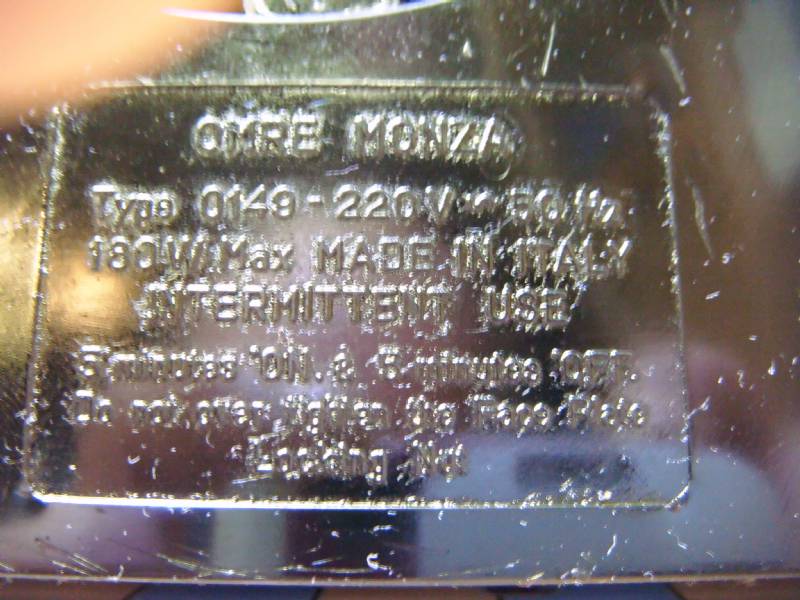 OMRE MONZA
Type 0149 - 220V ~ 50 Hz
180W Max MADE IN ITALY
INTERMITTENT USE
5 minutes 'ON. & 5 minutes 'OFF.
Do not over tighten the Face Plate
Locking Nut